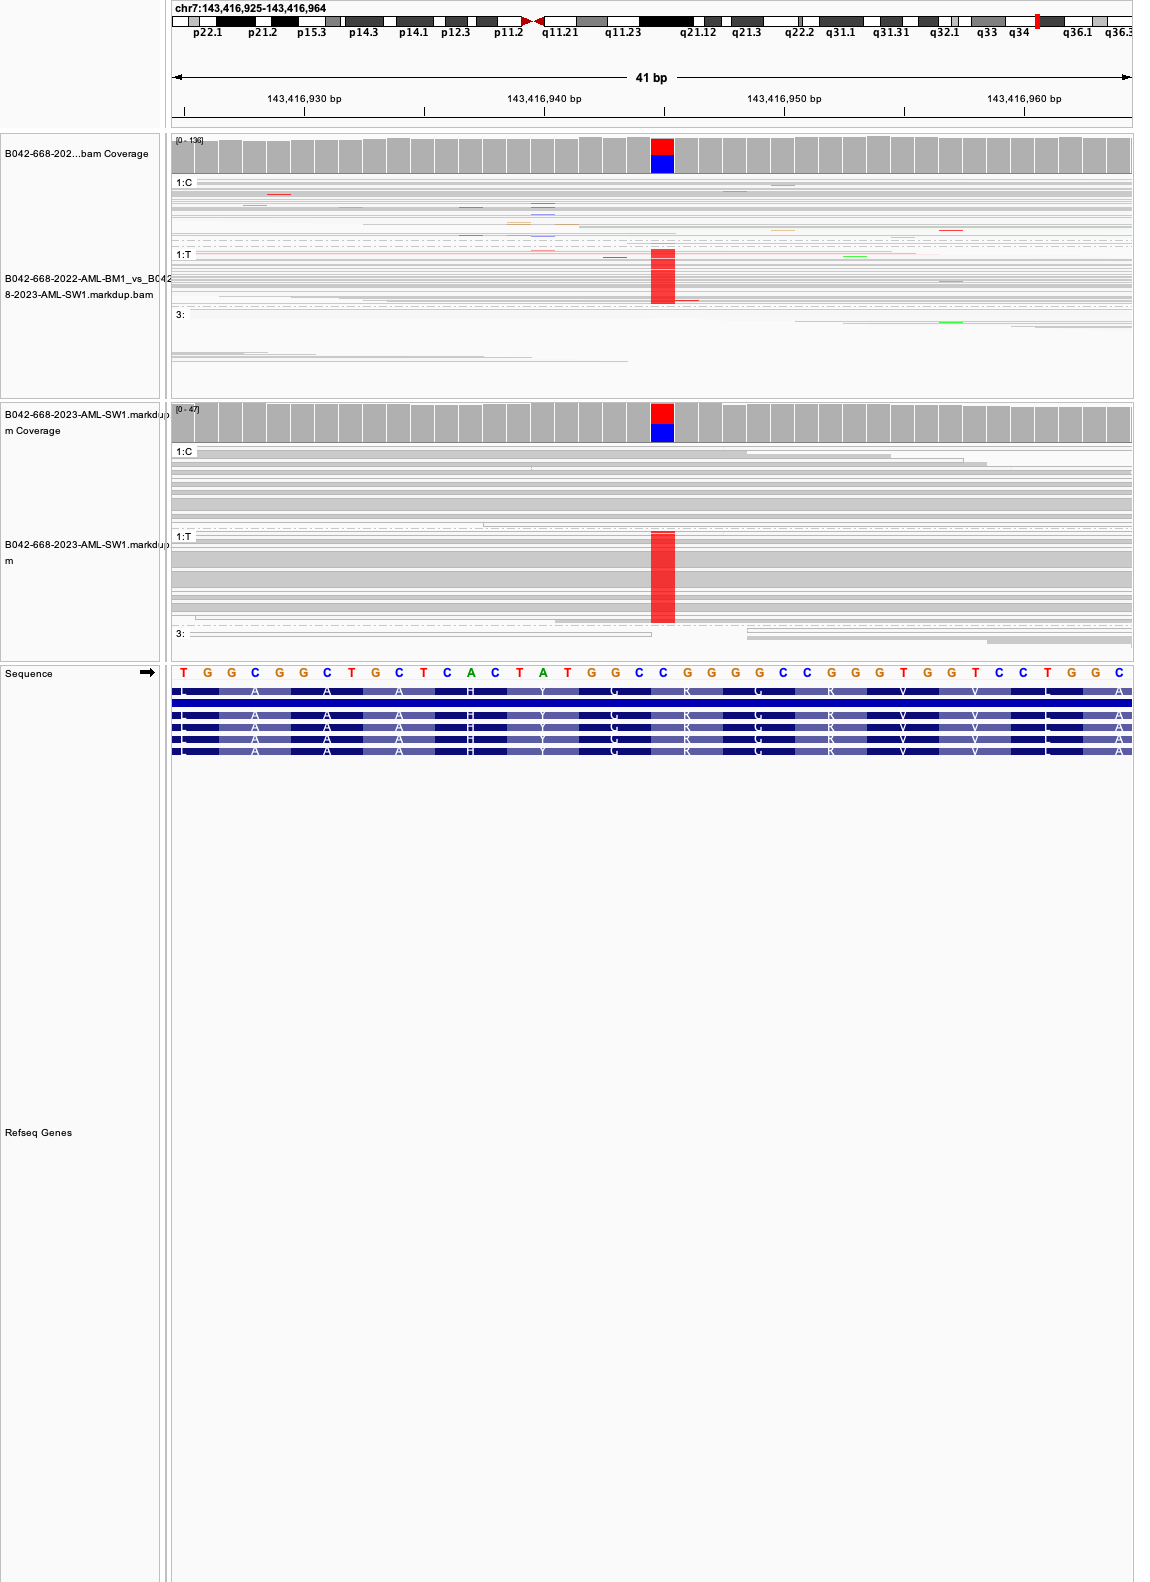 chr7:143,416,925-143,416,964
p22.1 p21.2 p15.3 p14.3 p14.1 p12.3 p11.2 q11.21 q11.23 q21.12 q21.3 q22.2 q31.1 q31.31 q32.1 q33 q34 q36.1 q36.3
41 bp
143,416,930 bp 143,416,940 bp 143,416,950 bp 143,416,960 bp
B042-668-202...bam Coverage
[0 - 136]
1:C
1:T
B042-668-2022-AML-BM1_vs_B042
8-2023-AML-SW1.markdup.bam
3:
B042-668-2023-AML-SW1.markdup
m Coverage
[0 - 47]
1:C
1:T
B042-668-2023-AML-SW1.markdup
m
3:
Sequence T G G C G G C T G C T C A C T A T G G C C G G G G C C G G G T G G T C C T G G C
L A A A H Y G R G R V V L A
L A A A H Y G R G R V V L A
L A A A H Y G R G R V V L A
L A A A H Y G R G R V V L A
L A A A H Y G R G R V V L A
Refseq Genes